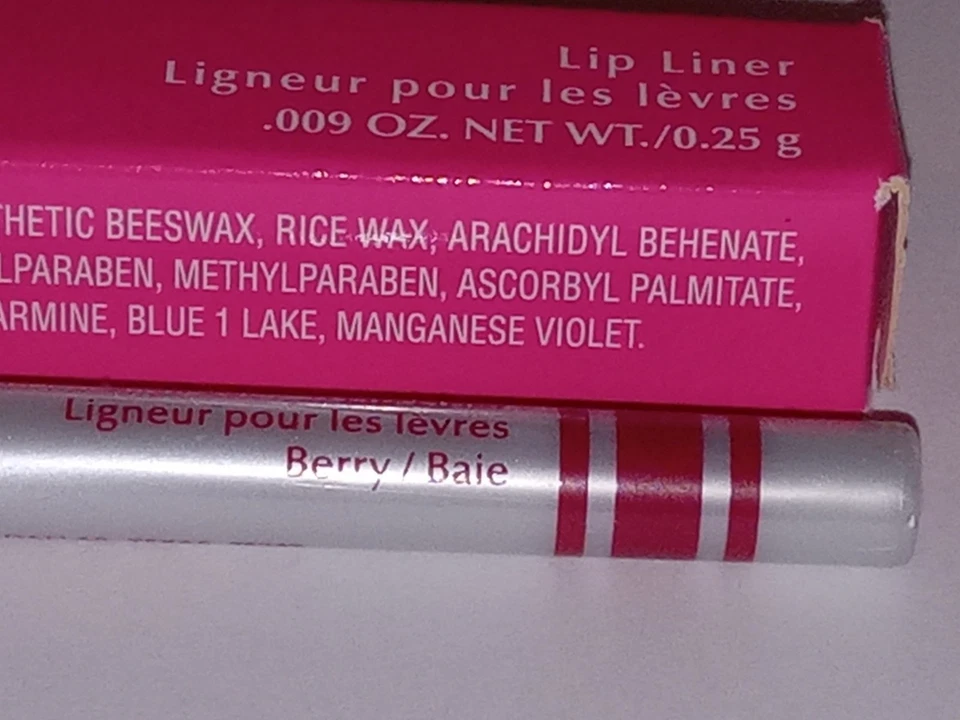 Lip Liner
Ligneur pour les lèvres
.009 OZ. NET WT./0.25 g
THETIC BEESWAX, RICE WAX, ARACHIDYL BEHENATE,
LPARABEN, METHYLPARABEN, ASCORBYL PALMITATE,
ARMINE, BLUE 1 LAKE, MANGANESE VIOLET.
Ligneur pour les lèvres
Berry / Baie